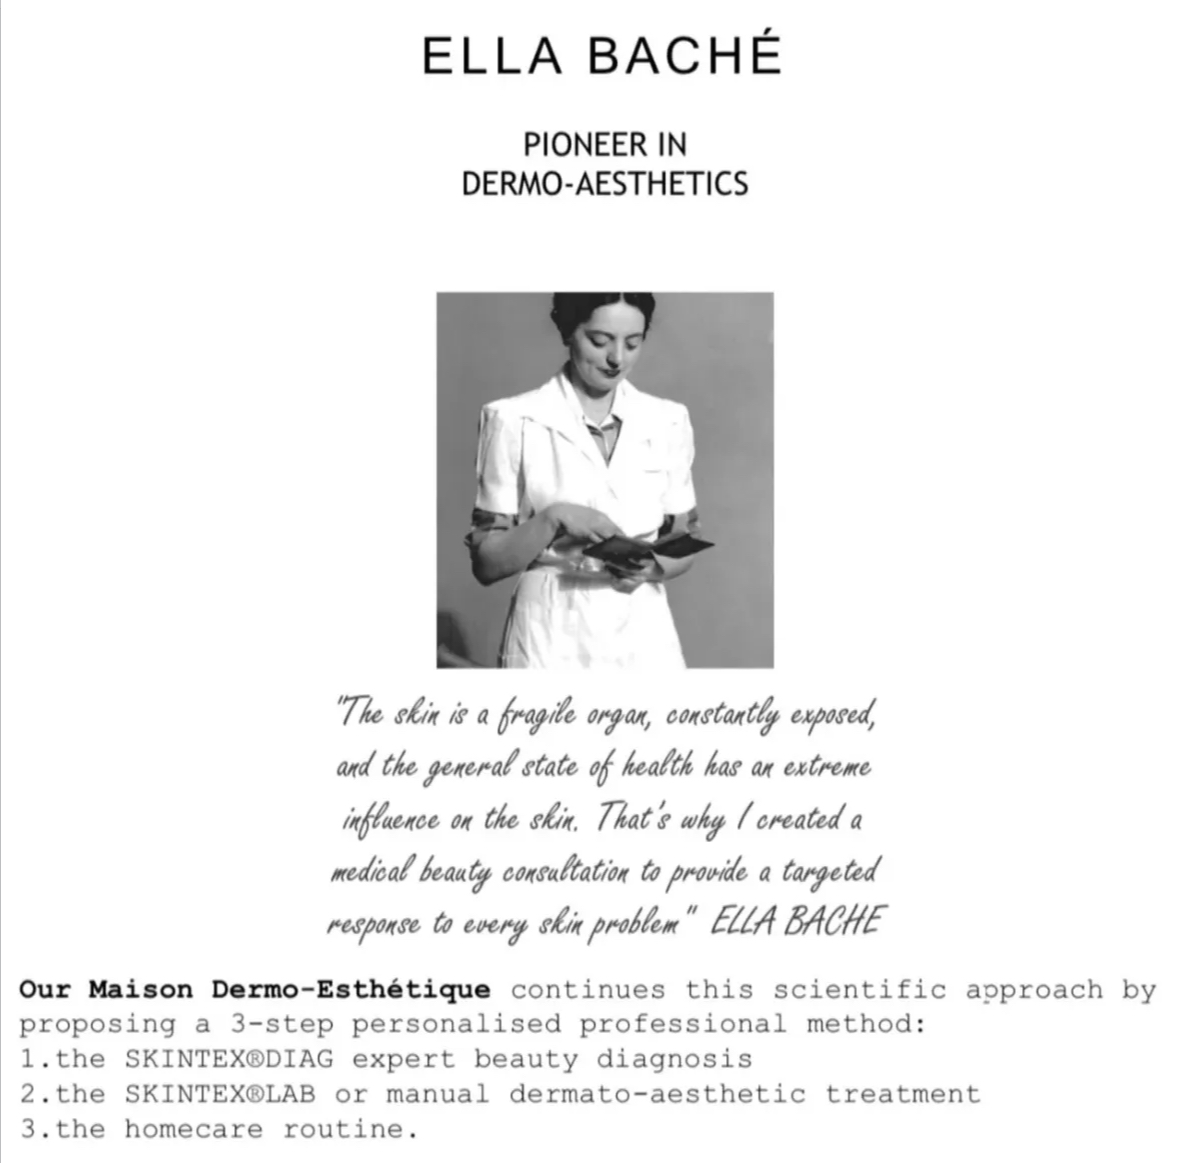 ELLA BACHÉ
PIONEER IN
DERMO-AESTHETICS
"The skin is a fragile organ, constantly exposed,
and the general state of health has an extreme
influence on the skin. That's why I created a
medical beauty consultation to provide a targeted
response to every skin problem" ELLA BACHE
Our Maison Dermo-Esthétique continues this scientific approach by
proposing a 3-step personalised professional method:
1.the SKINTEX®DIAG expert beauty diagnosis
2.the SKINTEX®LAB or manual dermato-aesthetic treatment
3.the homecare routine.